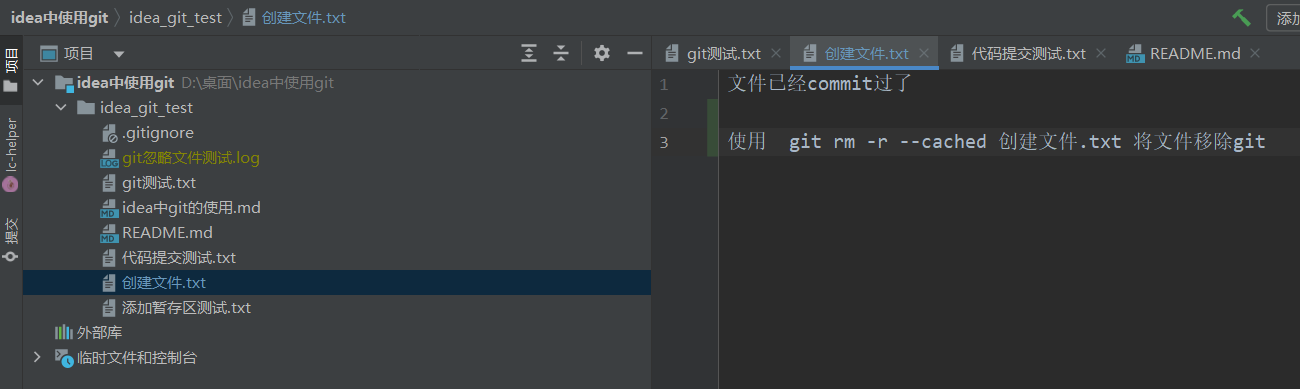 idea中使用git 〉 idea_git_test 〉 创建文件.txt
添加
项目
项目
git测试.txt
创建文件.txt
代码提交测试.txt
README.md
idea中使用git D:\桌面\idea中使用git
idea_git_test
.gitignore
git忽略文件测试.log
git测试.txt
idea中git的使用.md
README.md
代码提交测试.txt
创建文件.txt
添加暂存区测试.txt
外部库
临时文件和控制台
lc-helper
提交
1 文件已经commit过了
2
3 使用 git rm -r --cached 创建文件.txt 将文件移除git